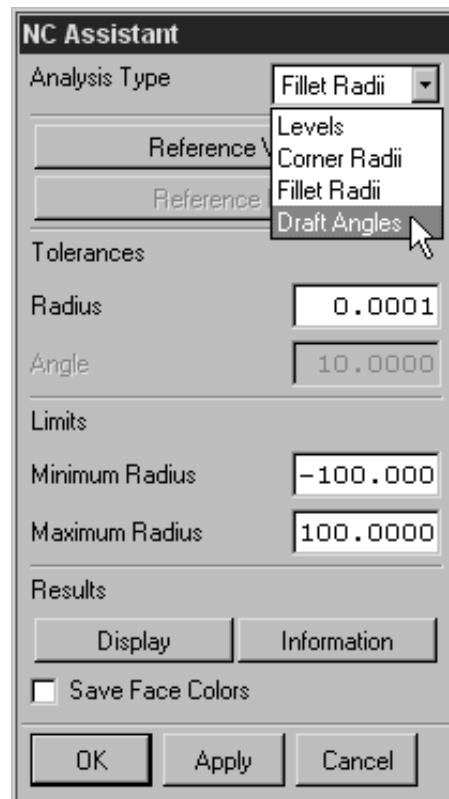 NC Assistant
Analysis Type
Fillet Radii
Levels
Corner Radii
Fillet Radii
Draft Angles
Reference
Reference
Tolerances
Radius 0.0001
Angle 10.0000
Limits
Minimum Radius -100.000
Maximum Radius 100.0000
Results
Display Information
Save Face Colors
OK Apply Cancel